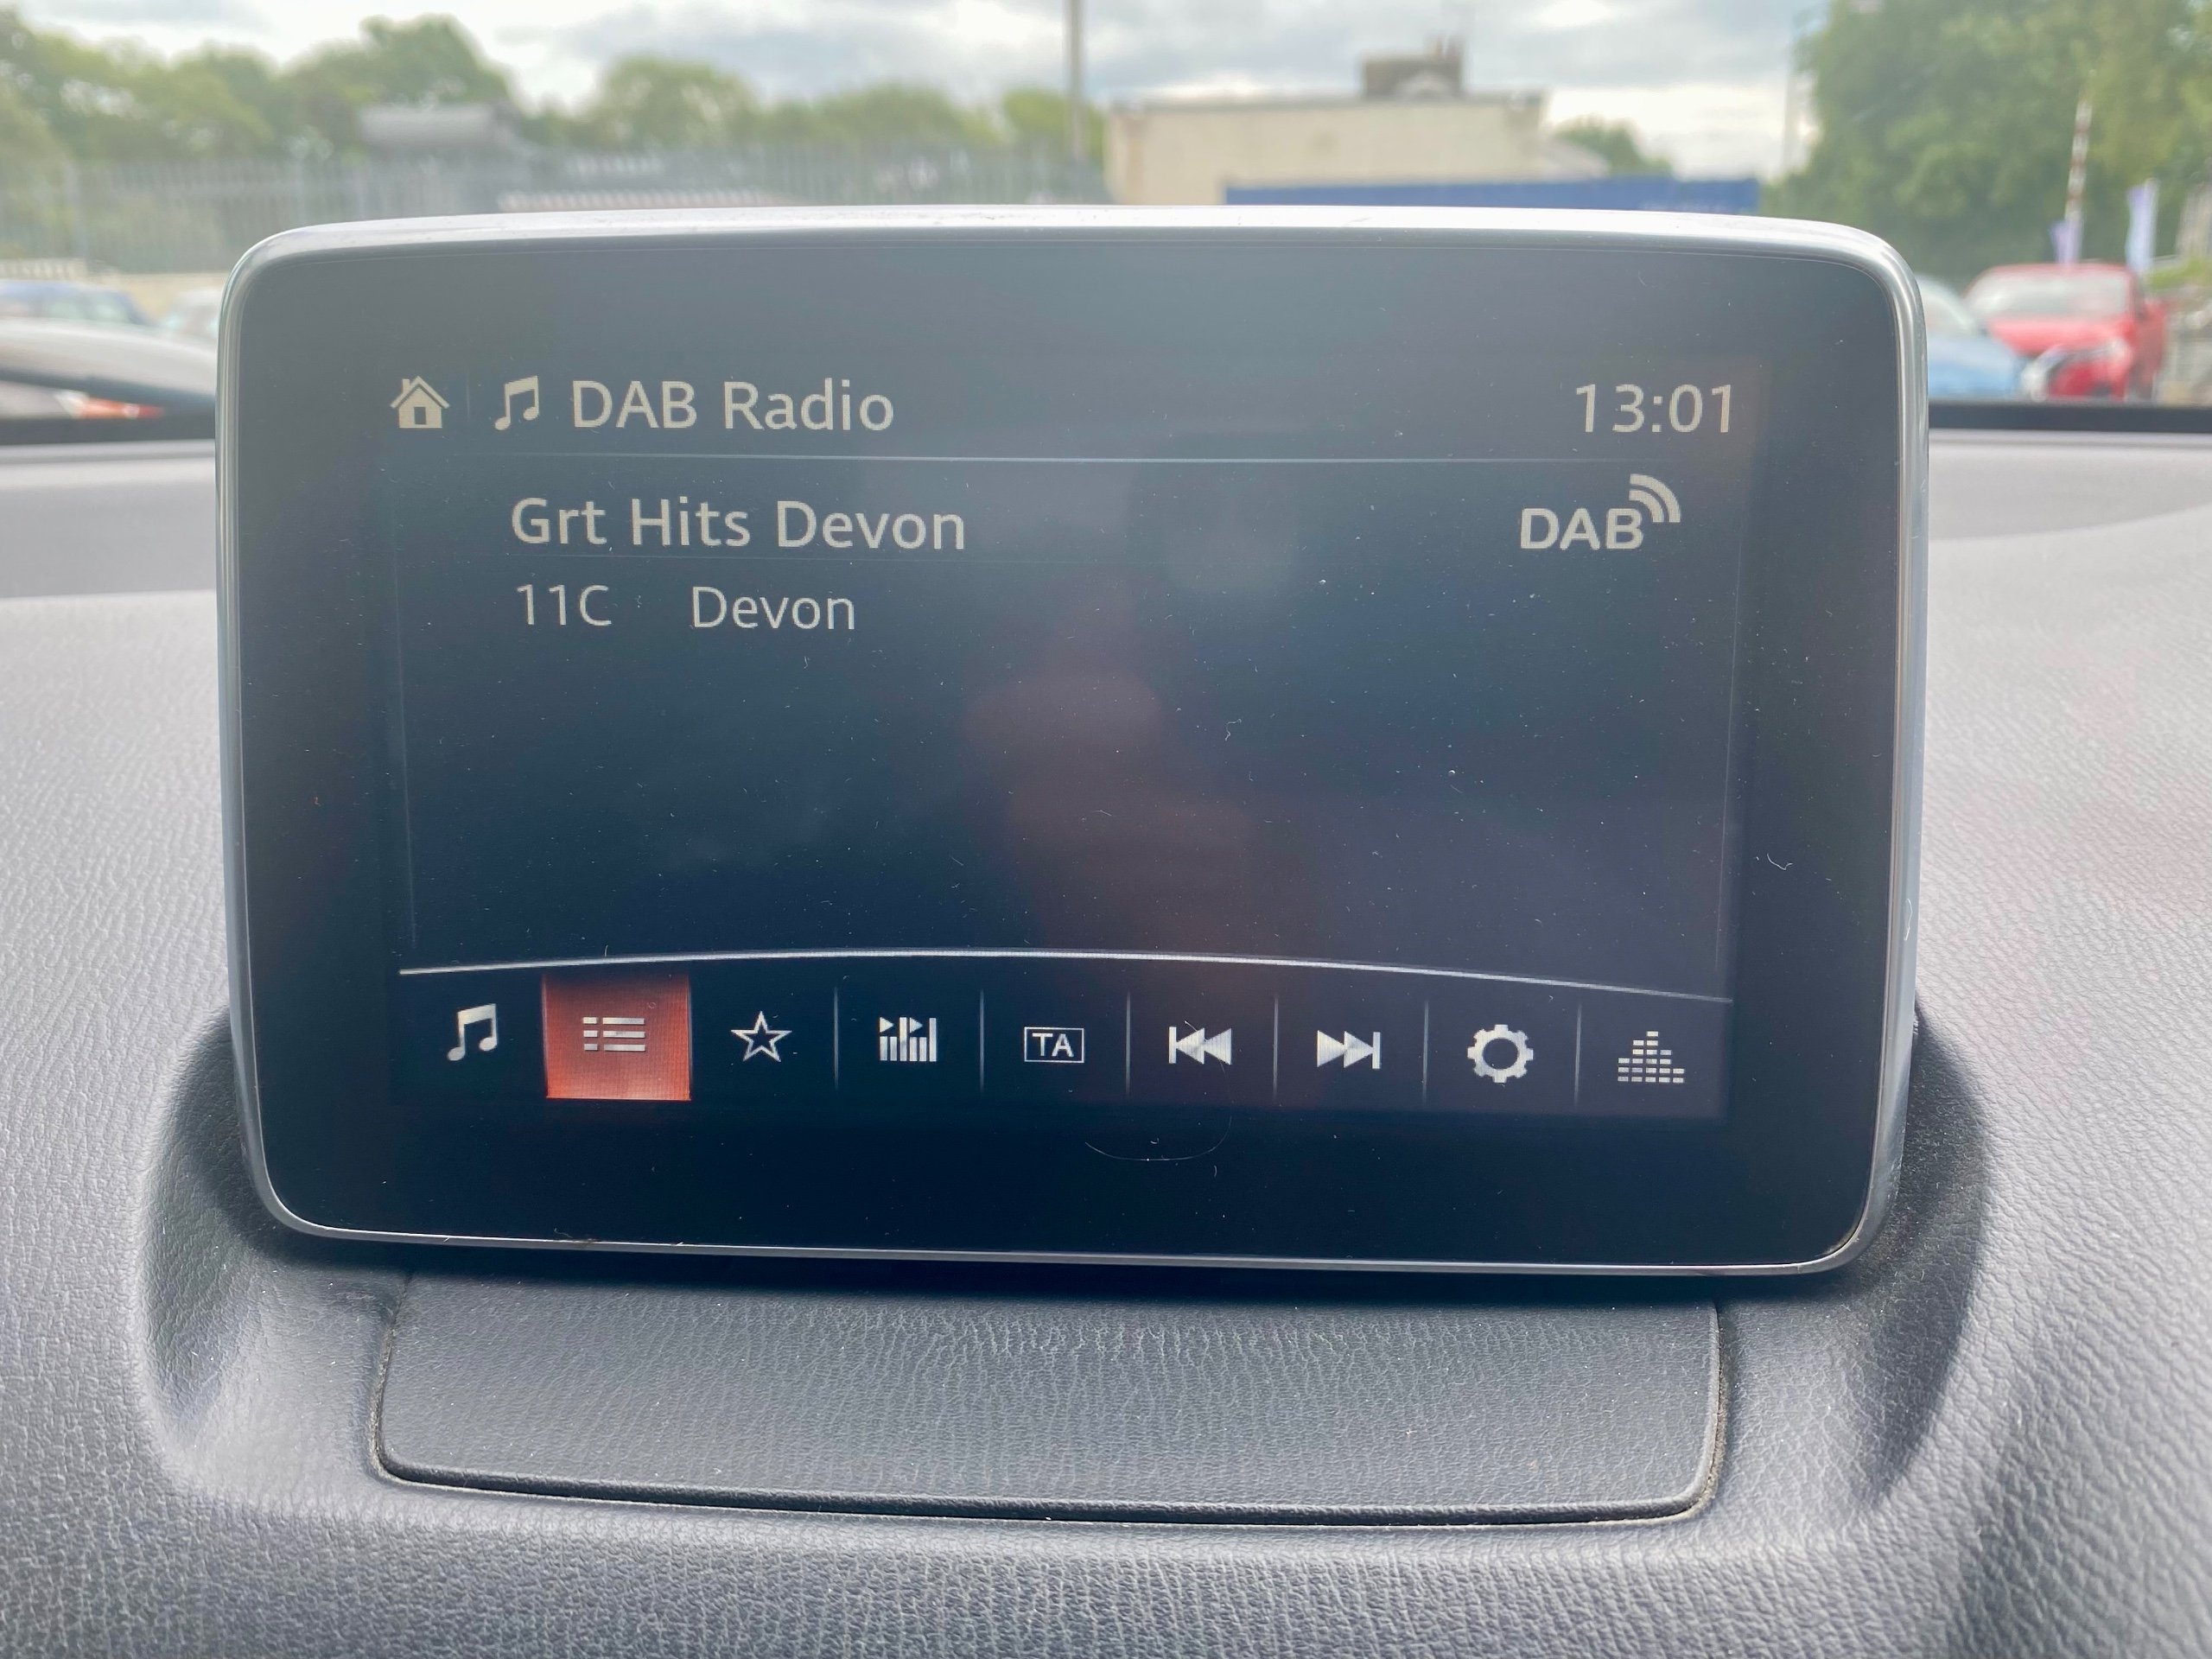 DAB Radio 13:01
Grt Hits Devon DAB
11C Devon
TA